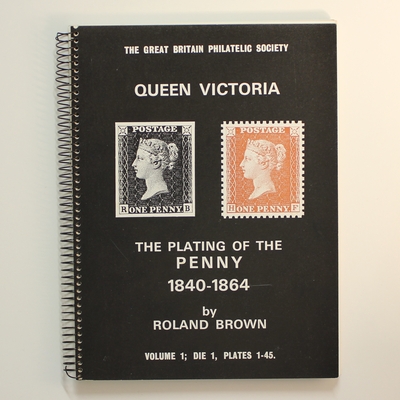 THE GREAT BRITAIN PHILATELIC SOCIETY
QUEEN VICTORIA
POSTAGE
R ONE PENNY B
POSTAGE
H ONE PENNY F
THE PLATING OF THE
PENNY
1840-1864
by
ROLAND BROWN
VOLUME 1; DIE 1, PLATES 1-45.